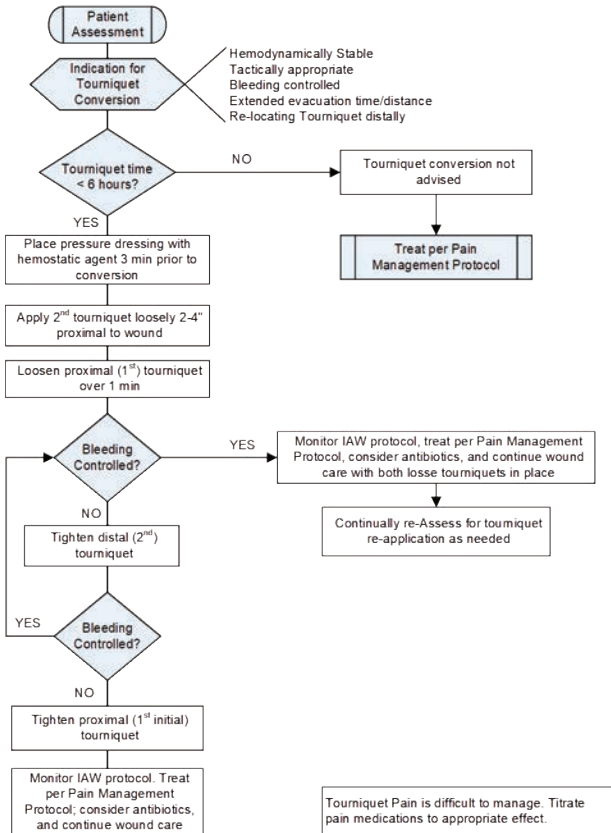 Patient
Assessment
Indication for
Tourniquet
Conversion
Hemodynamically Stable
Tactically appropriate
Bleeding controlled
Extended evacuation time/distance
Re-locating Tourniquet distally
Tourniquet time
< 6 hours?
NO
Tourniquet conversion not
advised
YES
Treat per Pain
Management Protocol
Place pressure dressing with
hemostatic agent 3 min prior to
conversion
Apply 2nd tourniquet loosely 2-4"
proximal to wound
Loosen proximal (1st) tourniquet
over 1 min
Bleeding
Controlled?
YES
Monitor IAW protocol, treat per Pain Management
Protocol, consider antibiotics, and continue wound
care with both losse tourniquets in place
NO
Continually re-Assess for tourniquet
re-application as needed
Tighten distal (2nd)
tourniquet
YES
Bleeding
Controlled?
NO
Tighten proximal (1st initial)
tourniquet
Monitor IAW protocol. Treat
per Pain Management
Protocol; consider antibiotics,
and continue wound care
Tourniquet Pain is difficult to manage. Titrate
pain medications to appropriate effect.